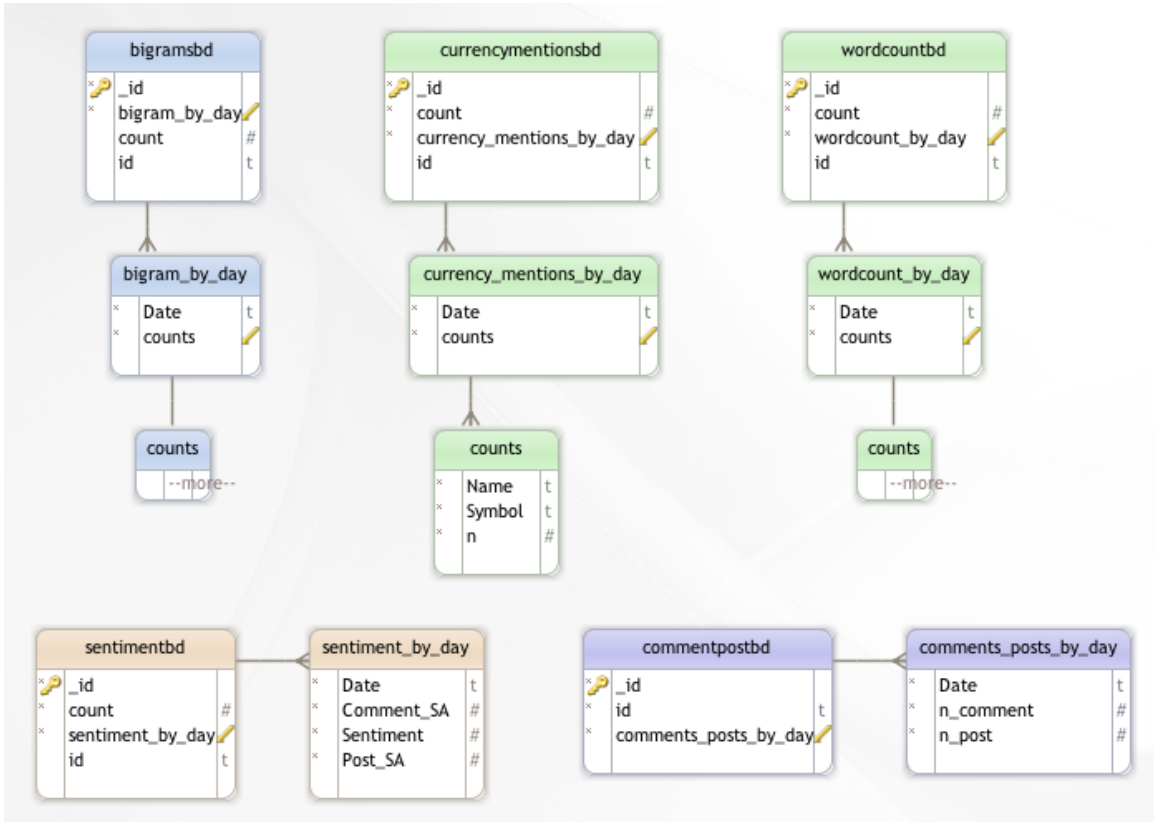 bigramsbd
_id
bigram_by_day
count #
id t
currencymentionsbd
_id
count #
currency_mentions_by_day
id t
wordcountbd
_id
count #
wordcount_by_day
id t
bigram_by_day
Date t
counts
currency_mentions_by_day
Date t
counts
wordcount_by_day
Date t
counts
counts
--more--
counts
Name t
Symbol t
n #
counts
--more--
sentimentbd
_id
count #
sentiment_by_day
id t
sentiment_by_day
Date t
Comment_SA #
Sentiment #
Post_SA #
commentpostbd
_id
id t
comments_posts_by_day
comments_posts_by_day
Date t
n_comment #
n_post #